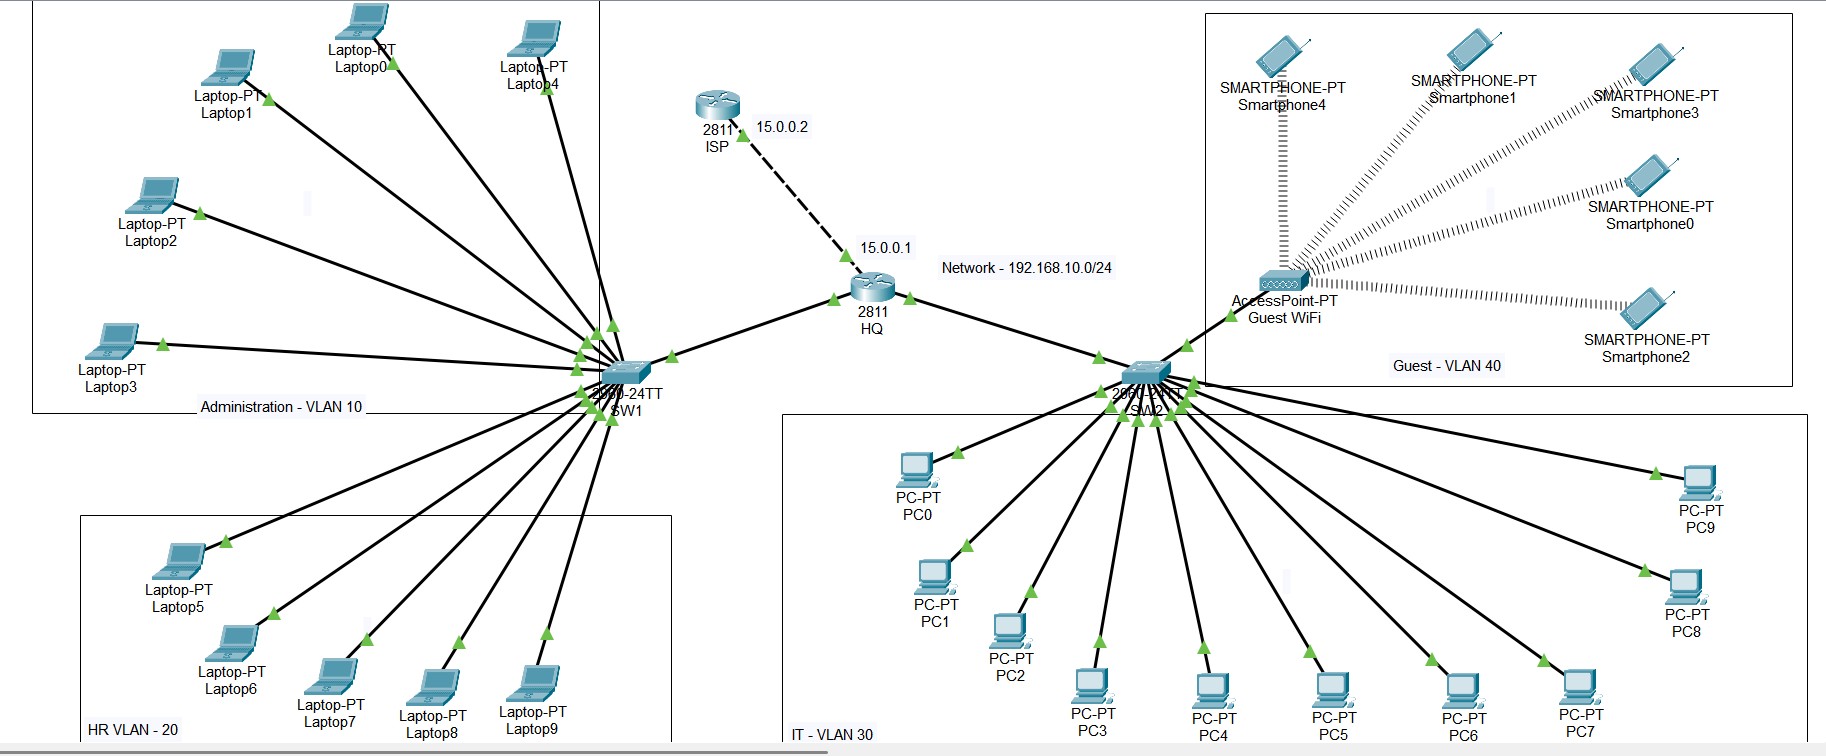 Laptop-PT
Laptop0
Laptop-PT
Laptop4
Laptop-PT
Laptop1
Laptop-PT
Laptop2
Laptop-PT
Laptop3
Administration - VLAN 10
2811
ISP
15.0.0.2
15.0.0.1
Network - 192.168.10.0/24
2811
HQ
SMARTPHONE-PT
Smartphone4
SMARTPHONE-PT
Smartphone1
SMARTPHONE-PT
Smartphone3
SMARTPHONE-PT
Smartphone0
AccessPoint-PT
Guest WiFi
SMARTPHONE-PT
Smartphone2
Guest - VLAN 40
2960-24TT
SW1
2960-24TT
SW2
Laptop-PT
Laptop5
Laptop-PT
Laptop6
Laptop-PT
Laptop7
Laptop-PT
Laptop8
Laptop-PT
Laptop9
HR VLAN - 20
PC-PT
PC0
PC-PT
PC1
PC-PT
PC2
PC-PT
PC3
PC-PT
PC4
PC-PT
PC5
PC-PT
PC6
PC-PT
PC7
PC-PT
PC8
PC-PT
PC9
IT - VLAN 30